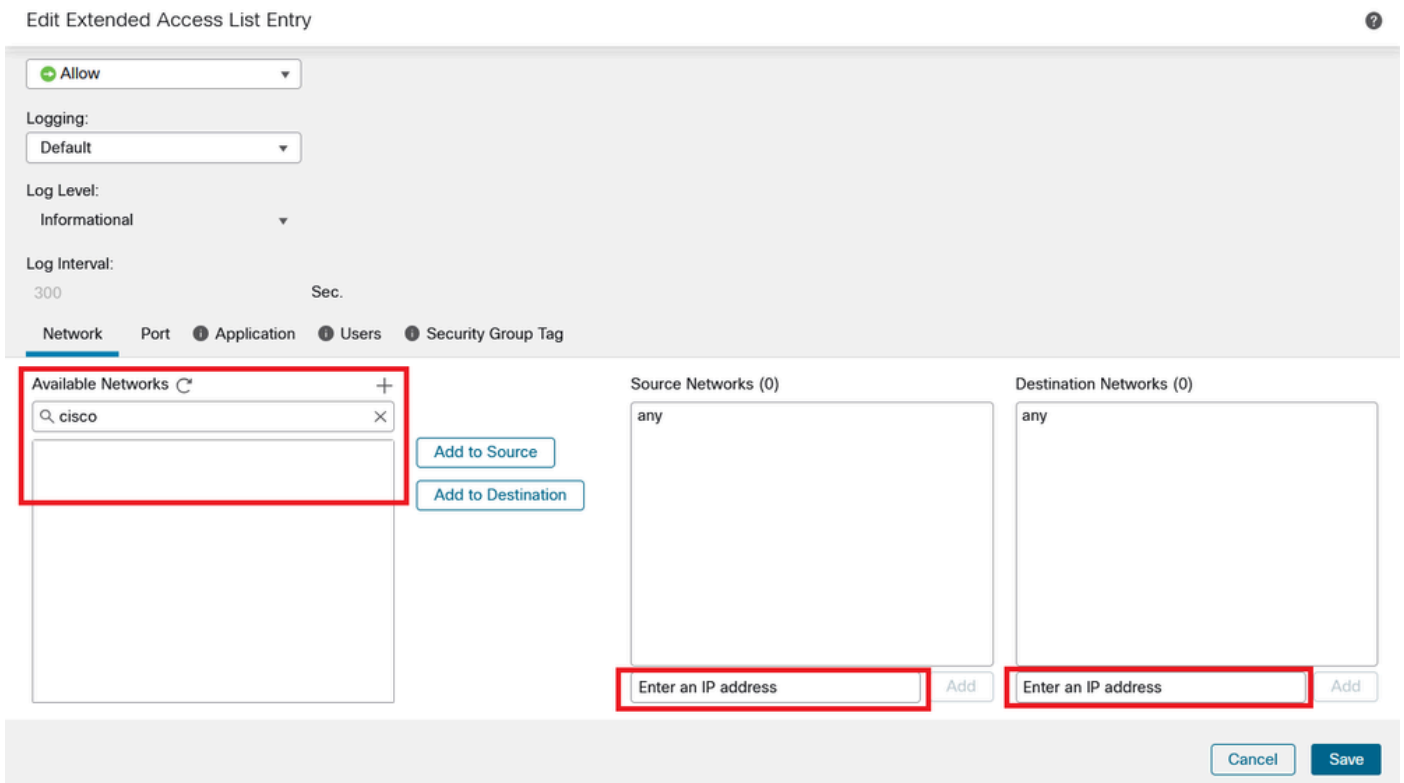 Edit Extended Access List Entry
Allow
Logging:
Default
Log Level:
Informational
Log Interval:
300 Sec.
Network Port Application Users Security Group Tag
Available Networks
cisco
Add to Source
Add to Destination
Source Networks (0)
any
Enter an IP address Add
Destination Networks (0)
any
Enter an IP address Add
Cancel Save